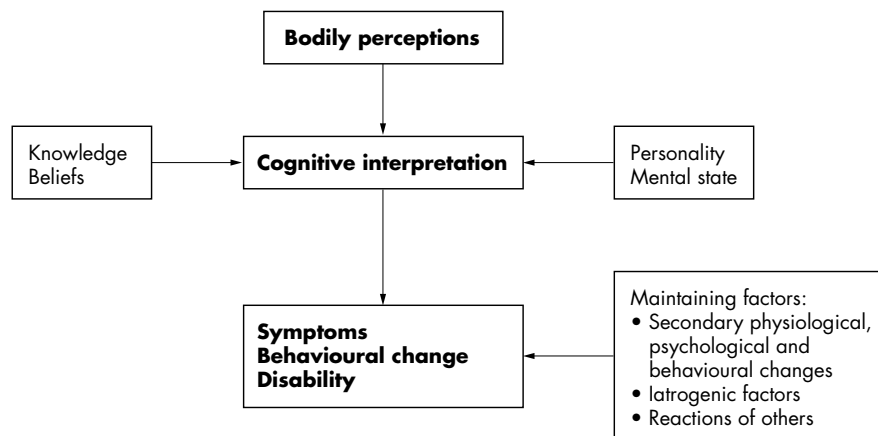 Bodily perceptions
Knowledge
Beliefs
Cognitive interpretation
Personality
Mental state
Symptoms
Behavioural change
Disability
Maintaining factors:
• Secondary physiological,
psychological and
behavioural changes
• Iatrogenic factors
• Reactions of others